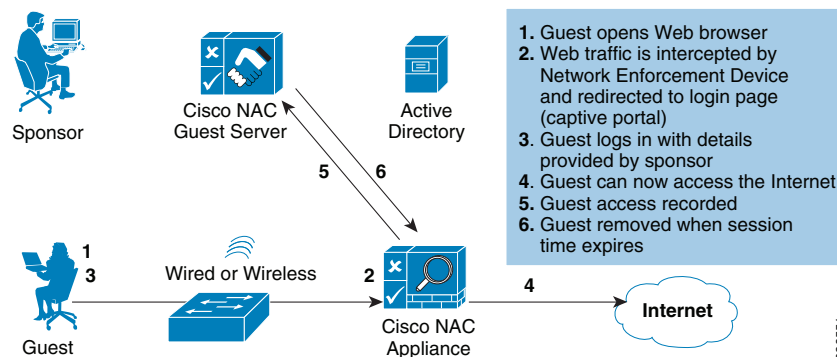 Sponsor
Cisco NAC
Guest Server
Active
Directory
1. Guest opens Web browser
2. Web traffic is intercepted by
Network Enforcement Device
and redirected to login page
(captive portal)
3. Guest logs in with details
provided by sponsor
4. Guest can now access the Internet
5. Guest access recorded
6. Guest removed when session
time expires
5
6
1
3
Wired or Wireless
2
4
Internet
Guest
Cisco NAC
Appliance